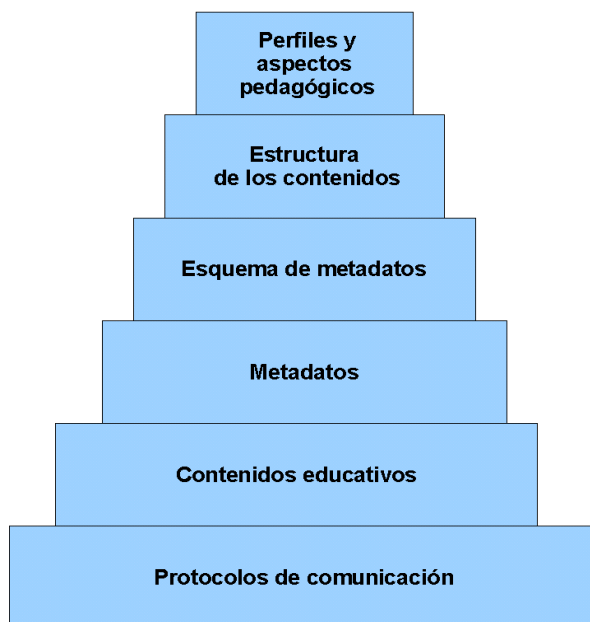 Perfiles y
aspectos
pedagógicos
Estructura
de los contenidos
Esquema de metadatos
Metadatos
Contenidos educativos
Protocolos de comunicación